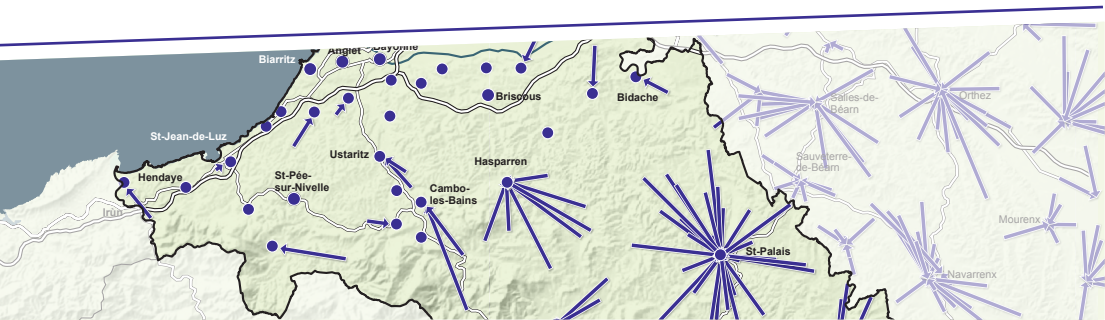 Anglet
Bayonne
Biarritz
Briscous
Bidache
Salles-de-
Béarn
Orthez
St-Jean-de-Luz
Ustaritz
Hasparren
Sauveterre-
de-Béarn
Hendaye
St-Pée-
sur-Nivelle
Cambo-
les-Bains
Irun
Mourenx
St-Palais
Navarrenx